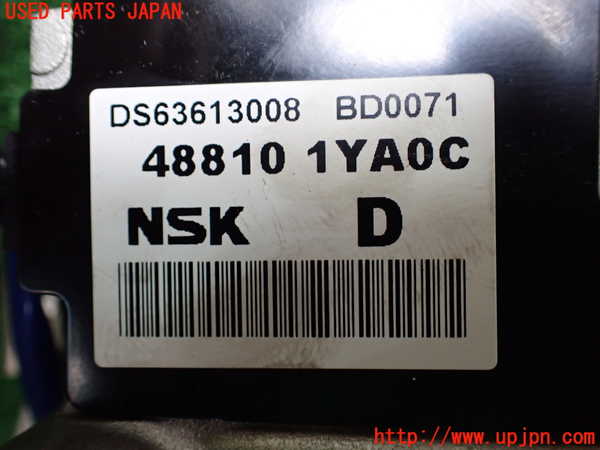 USED PARTS JAPAN
DS63613008 BD0071
48810 1YA0C
NSK D
http://www.upjpn.com/